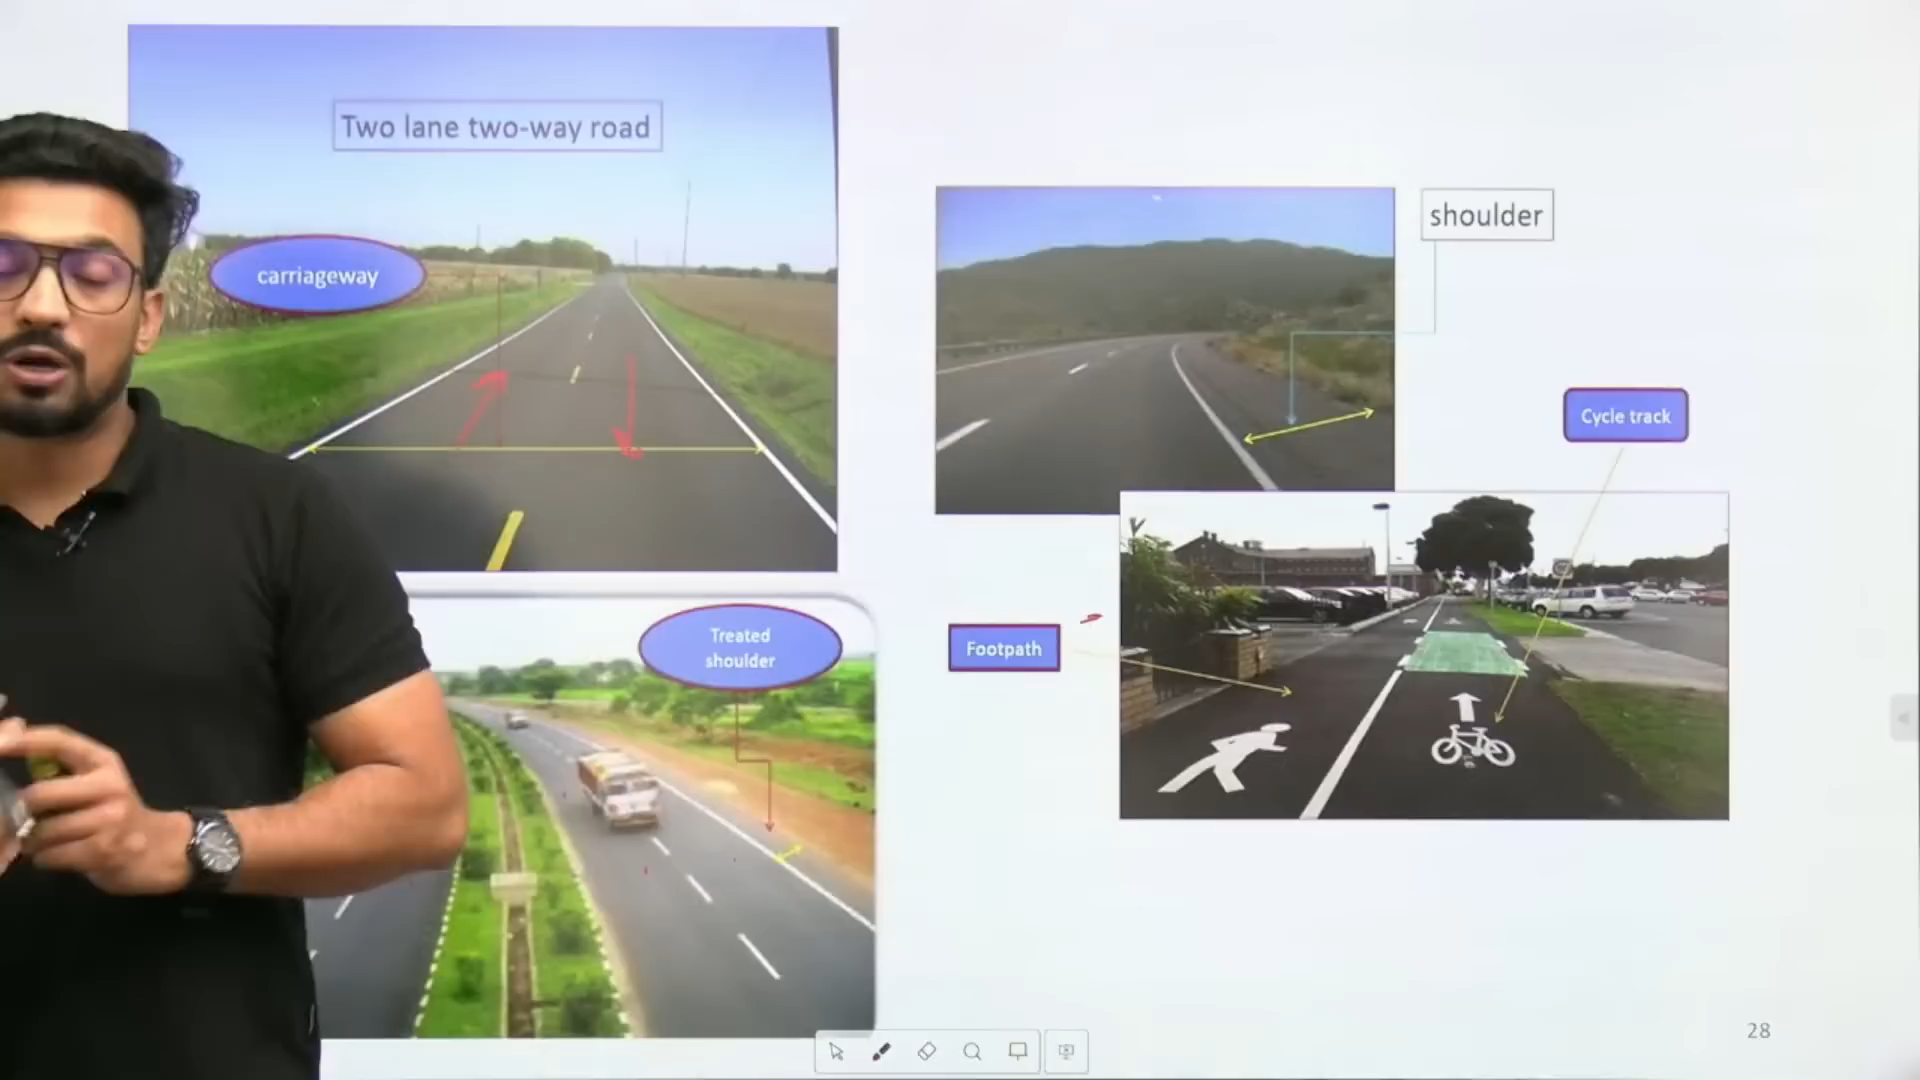 Two lane two-way road
carriageway
shoulder
Cycle track
Treated
shoulder
Footpath
28